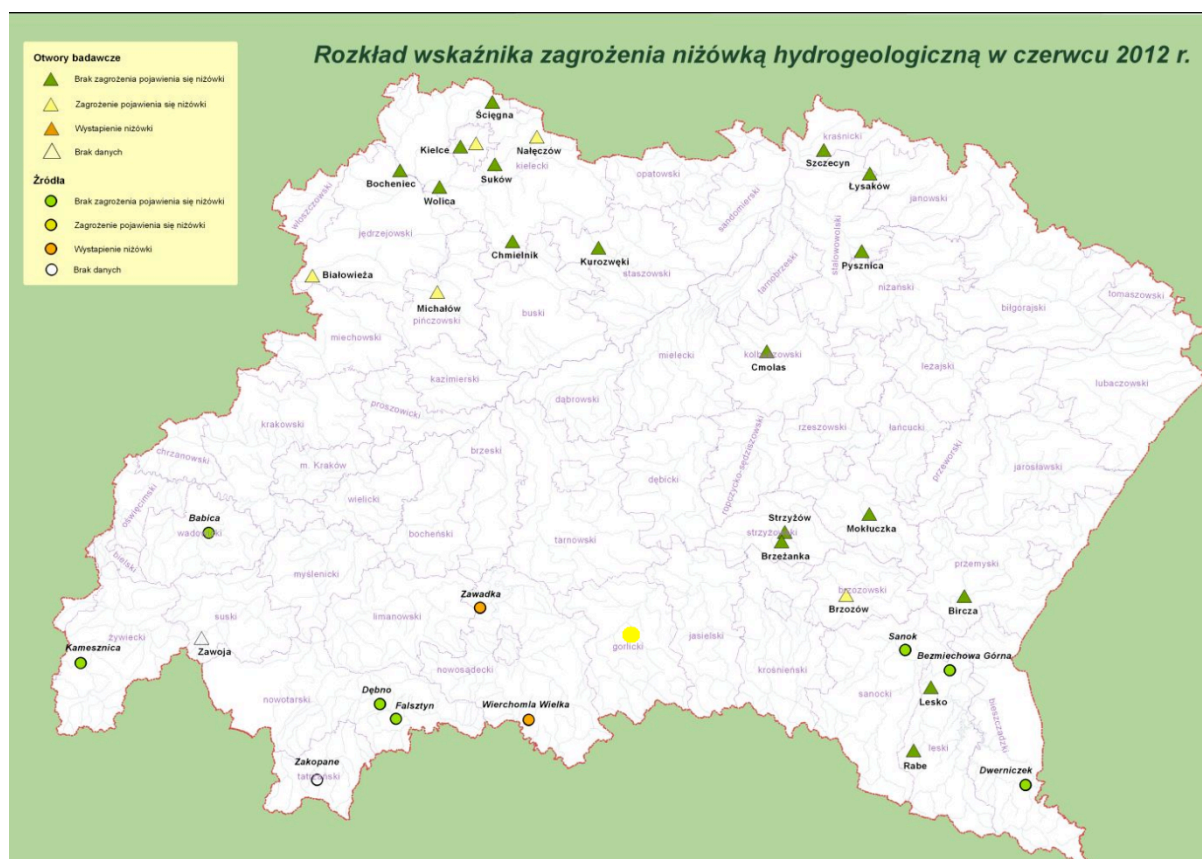 Rozkład wskaźnika zagrożenia niżówką hydrogeologiczną w czerwcu 2012 r.
Otwory badawcze
Brak zagrożenia pojawienia się niżówki
Zagrożenie pojawienia się niżówki
Wystąpienie niżówki
Brak danych
Źródła
Brak zagrożenia pojawienia się niżówki
Zagrożenie pojawienia się niżówki
Wystąpienie niżówki
Brak danych
Ścięgna
Kielce
Nałęczów
kielecki
Suków
Bocheniec
Wolica
opatowski
kraśnicki
Szczecyn
Łysaków
janowski
włoszczowski
jędrzejowski
sandomierski
stalowowolski
Chmielnik
Kurozwęki
staszowski
Pysznica
Białowieża
tarnobrzeski
niżański
tomaszowski
Michałów
pińczowski
buski
biłgorajski
miechowski
mielecki
Cmolas
leżajski
kazimierski
lubaczowski
proszowicki
dąbrowski
krakowski
rzeszowski
łańcucki
chrzanowski
m. Kraków
brzeski
ropczycko-sędziszowski
przeworski
jarosławski
oświęcimski
wielicki
dębicki
Babica
bocheński
tarnowski
Strzyżów
Brzeżanka
Mokłuczka
bielski
myślenicki
przemyski
Zawadka
limanowski
brzozowski
Brzozów
Bircza
suski
żywiecki
Zawoja
Kamesznica
gorlicki
jasielski
Sanok
Bezmiechowa Górna
nowosądecki
krośnieński
sanocki
nowotarski
Dębno
Falsztyn
Wierchomla Wielka
Lesko
bieszczadzki
leski
Rabe
Zakopane
Dwerniczek